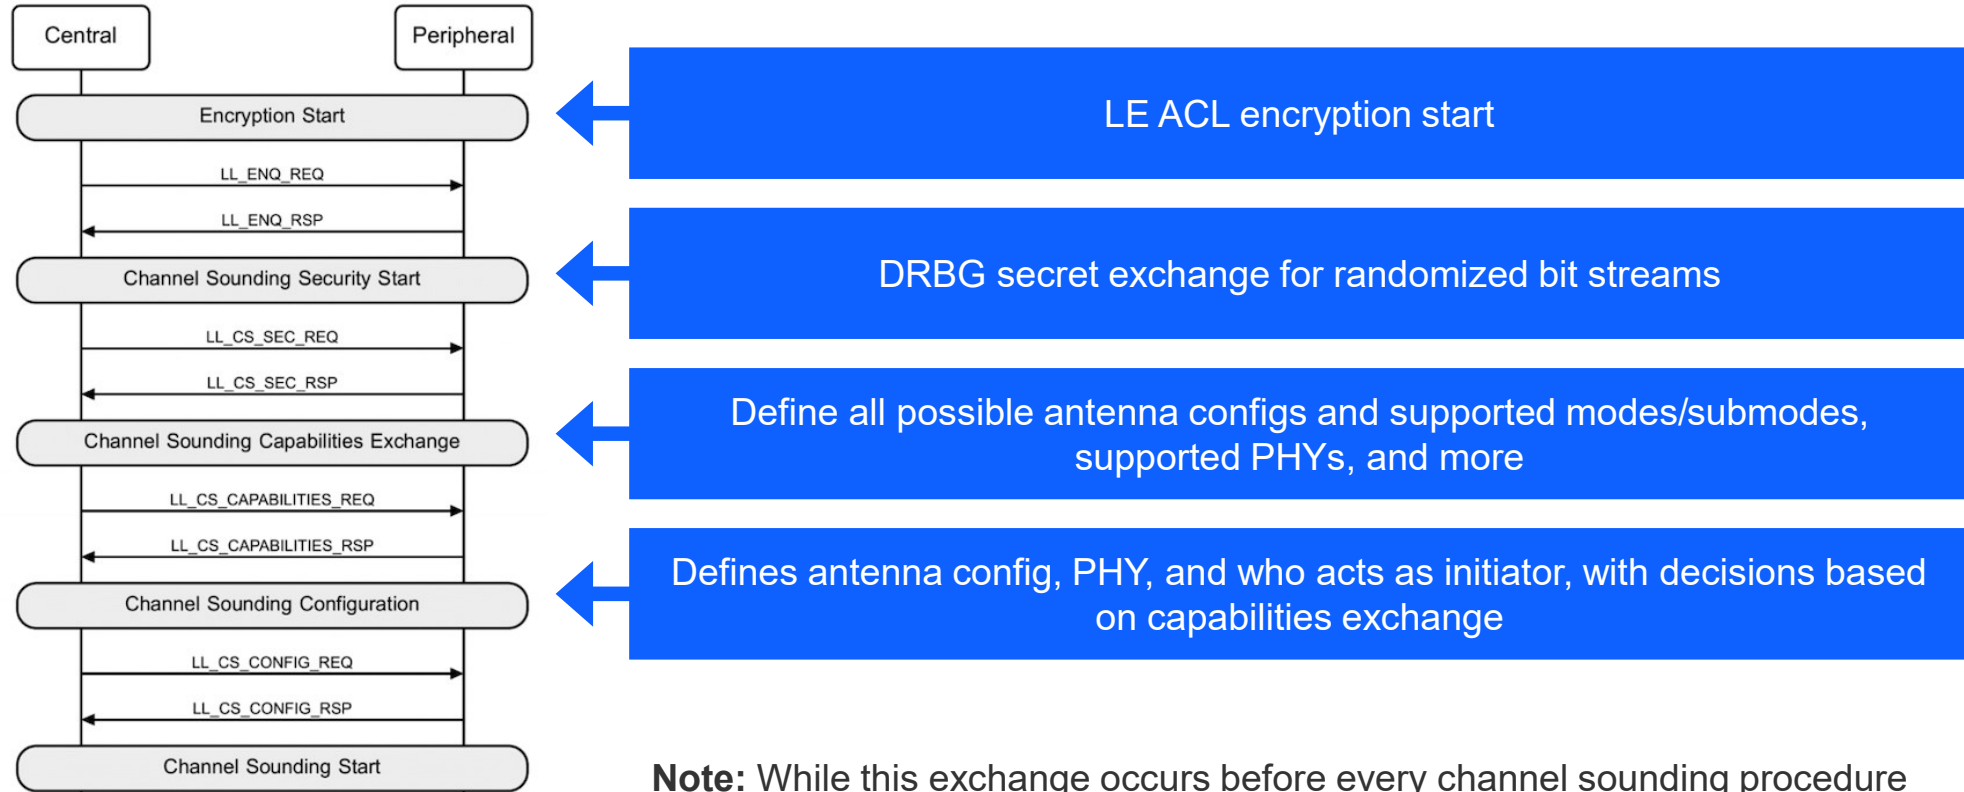 Central
Peripheral
Encryption Start
LE ACL encryption start
LL_ENQ_REQ
LL_ENQ_RSP
Channel Sounding Security Start
DRBG secret exchange for randomized bit streams
LL_CS_SEC_REQ
LL_CS_SEC_RSP
Channel Sounding Capabilities Exchange
Define all possible antenna configs and supported modes/submodes,
supported PHYs, and more
LL_CS_CAPABILITIES_REQ
LL_CS_CAPABILITIES_RSP
Channel Sounding Configuration
Defines antenna config, PHY, and who acts as initiator, with decisions based
on capabilities exchange
LL_CS_CONFIG_REQ
LL_CS_CONFIG_RSP
Channel Sounding Start
Note: While this exchange occurs before every channel sounding procedure